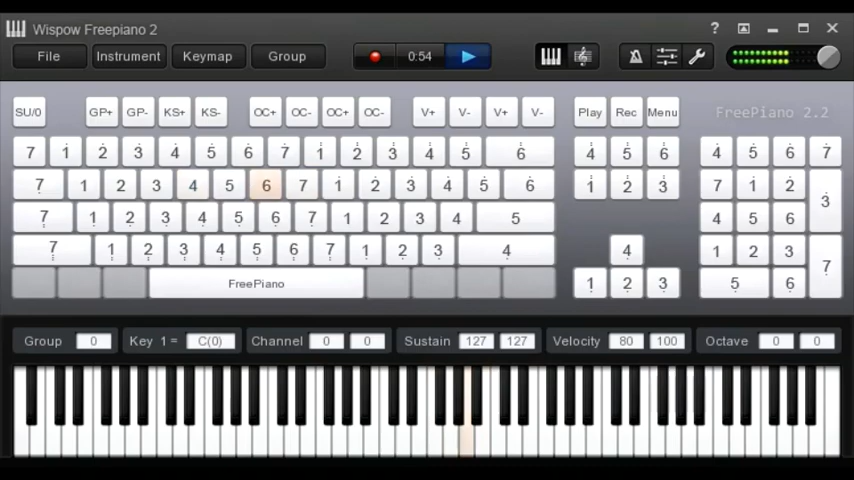 Wispow Freepiano 2 ?
File Instrument Keymap Group 0:54
SU/0 GP+ GP- KS+ KS- OC+ OC- OC+ OC- V+ V- V+ V- Play Rec Menu FreePiano 2.2
7 1 2 3 4 5 6 7 1 2 3 4 5 6 4 5 6 4 5 6 7
7 1 2 3 4 5 6 7 1 2 3 4 5 6 1 2 3 7 1 2 3
7 1 2 3 4 5 6 7 1 2 3 4 5 4 5 6
7 1 2 3 4 5 6 7 1 2 3 4 4 1 2 3 7
FreePiano 1 2 3 5 6
Group 0 Key 1 = C(0) Channel 0 0 Sustain 127 127 Velocity 80 100 Octave 0 0